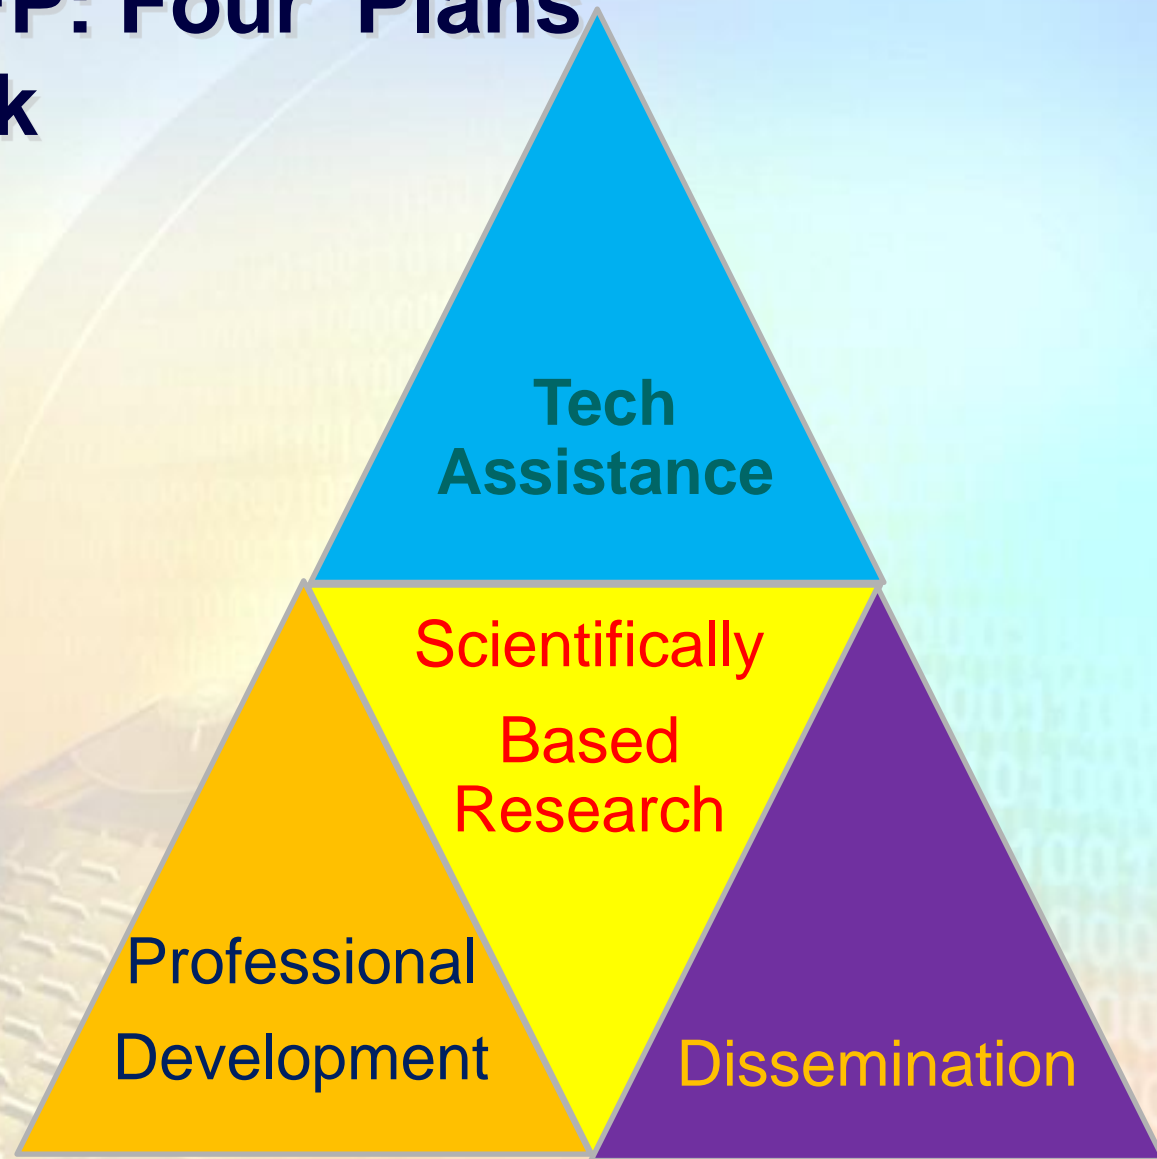 P: Four Plans
k
Tech
Assistance
Scientifically
Based
Research
Professional
Development
Dissemination